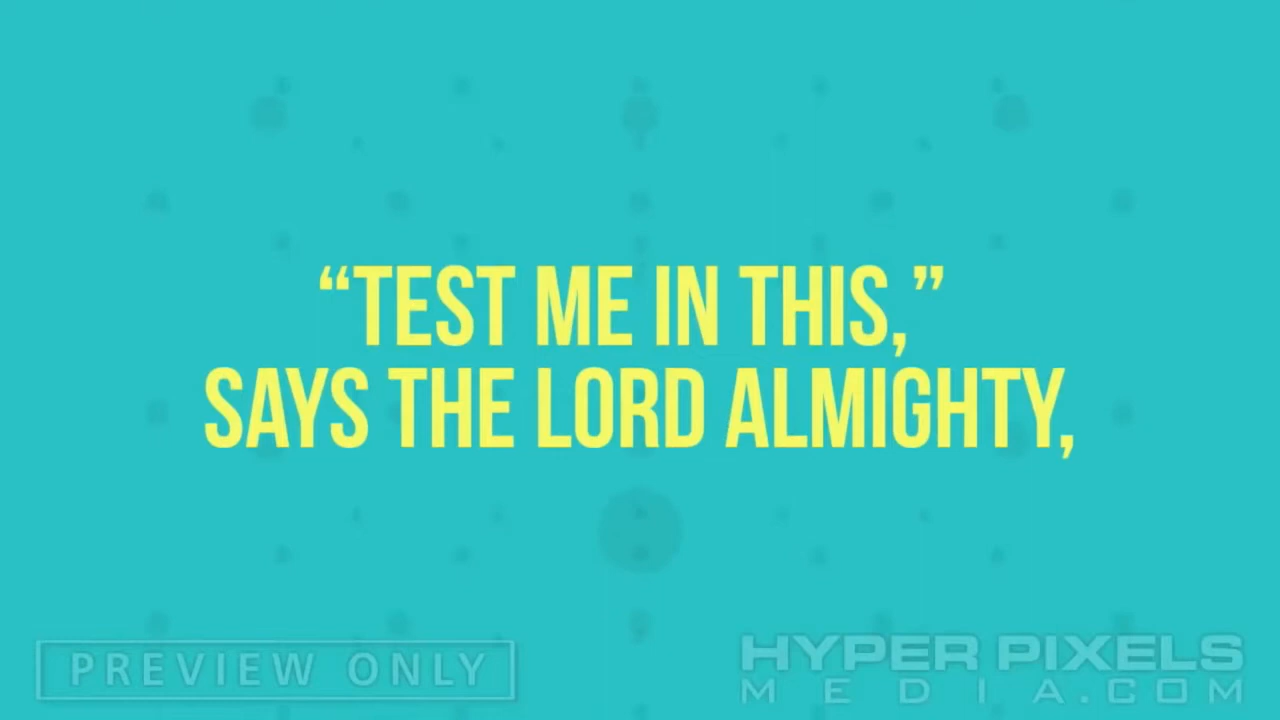 “TEST ME IN THIS,”
SAYS THE LORD ALMIGHTY,
PREVIEW ONLY
HYPER PIXELS
MEDIA.COM